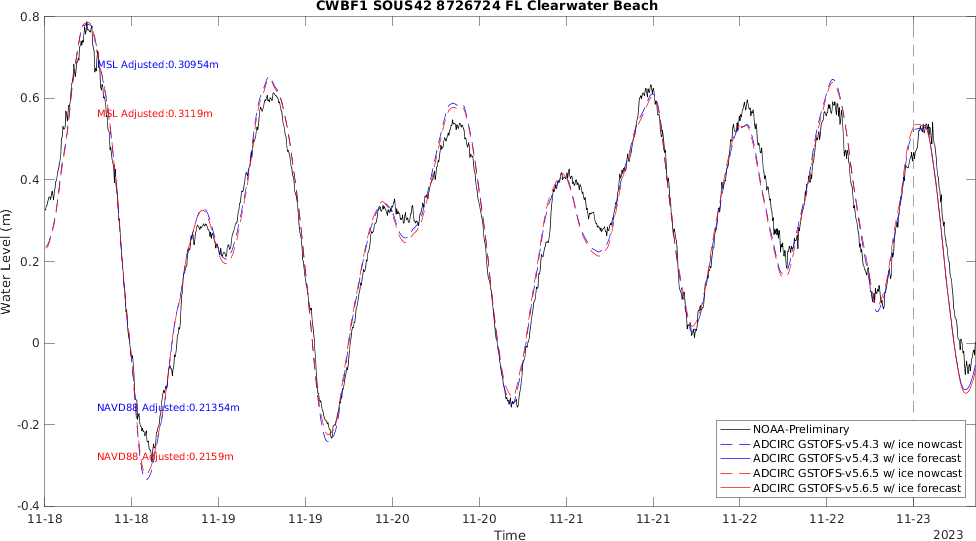 CWBF1 SOUS42 8726724 FL Clearwater Beach
0.8
0.6
0.4
0.2
0
-0.2
-0.4
Water Level (m)
MSL Adjusted:0.30954m
MSL Adjusted:0.3119m
NAVD88 Adjusted:0.21354m
NAVD88 Adjusted:0.2159m
NOAA-Preliminary
ADCIRC GSTOFS-v5.4.3 w/ ice nowcast
ADCIRC GSTOFS-v5.4.3 w/ ice forecast
ADCIRC GSTOFS-v5.6.5 w/ ice nowcast
ADCIRC GSTOFS-v5.6.5 w/ ice forecast
11-18 11-18 11-19 11-19 11-20 11-20 11-21 11-21 11-22 11-22 11-23
Time
2023